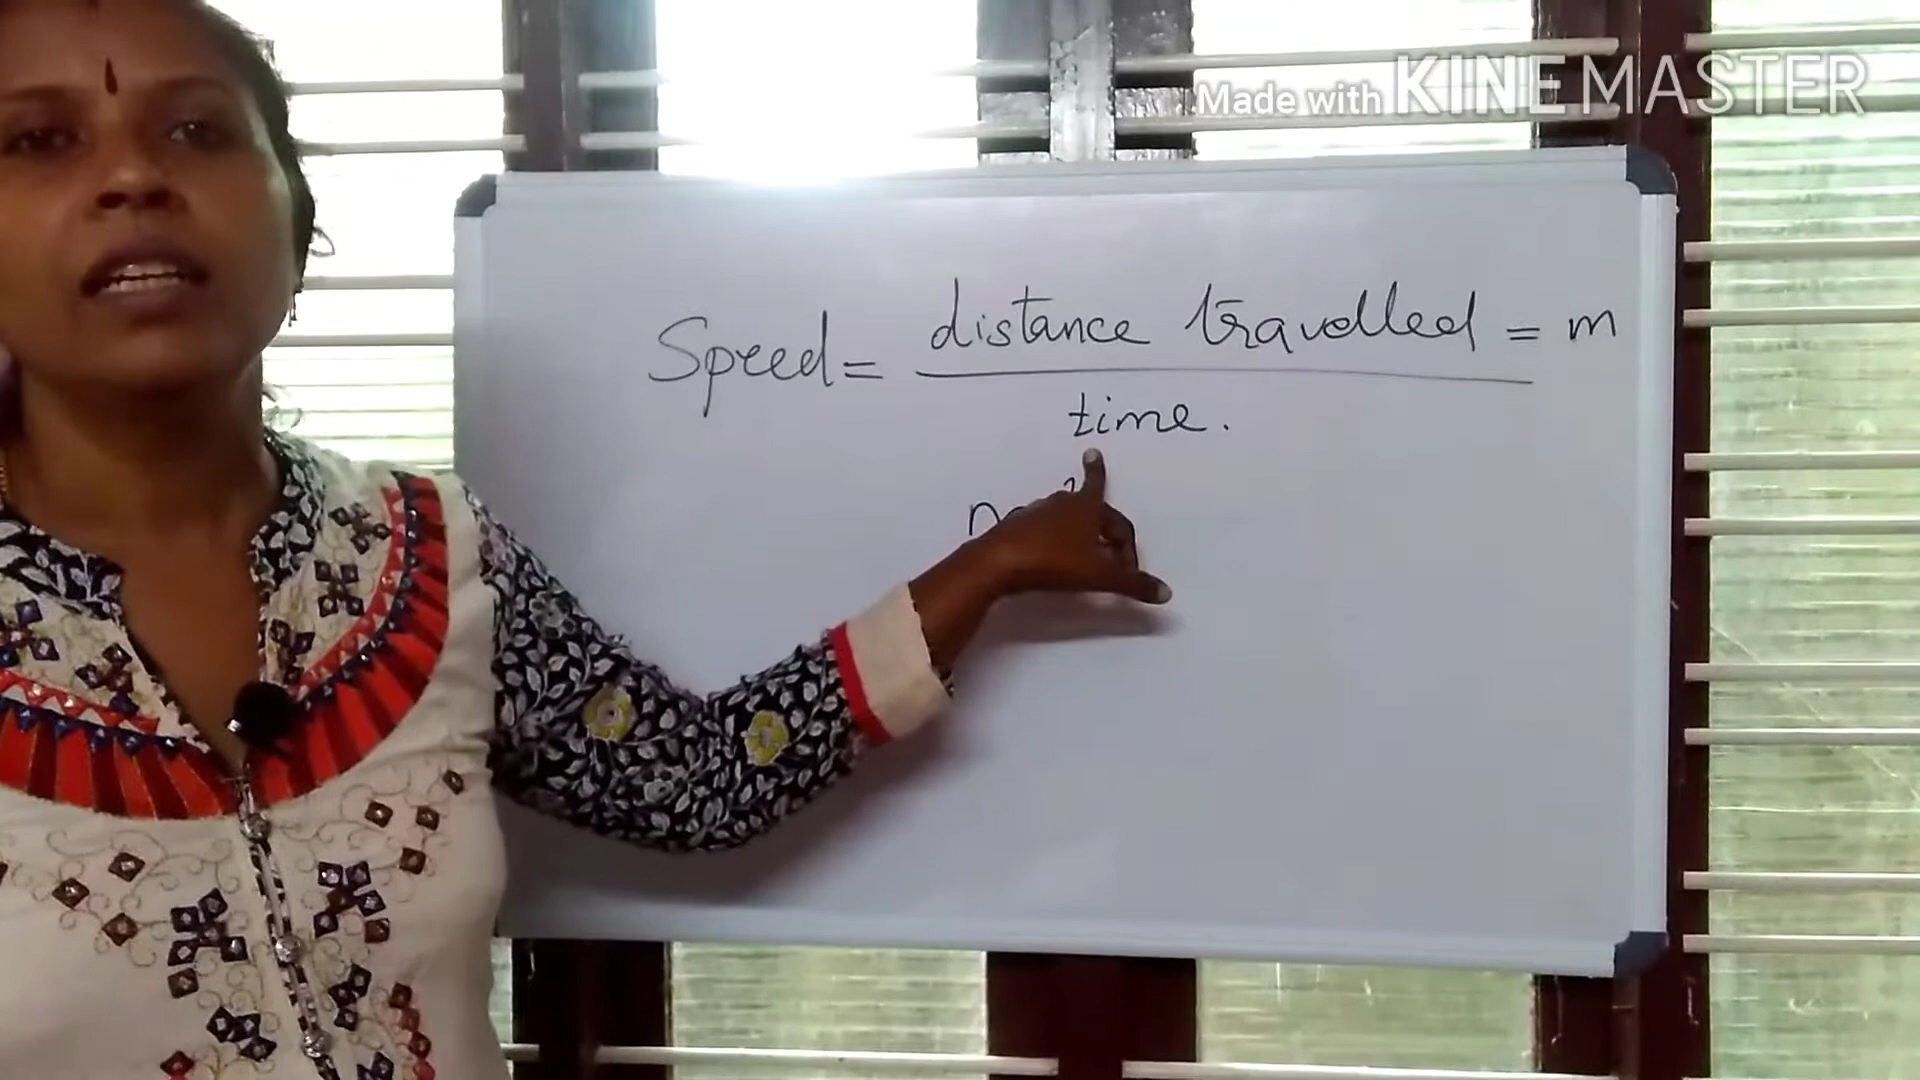 Made with KINEMASTER
Speed = distance travelled = m
time.